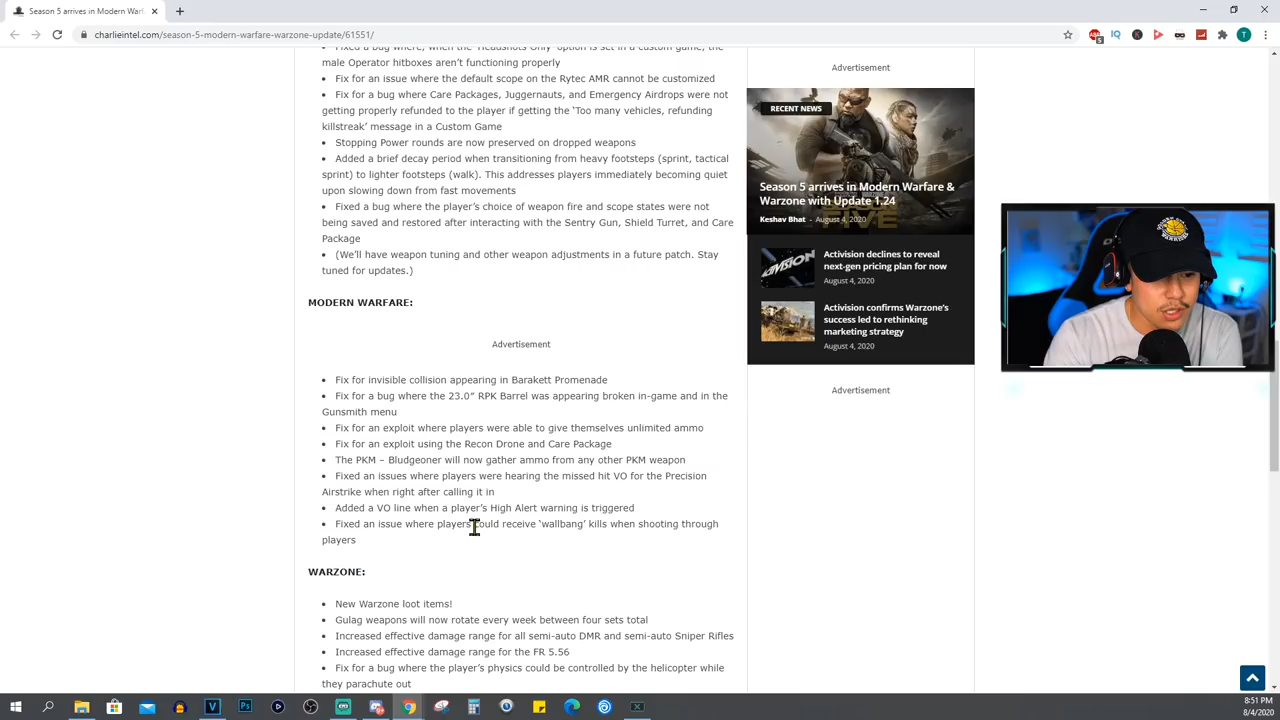 Season 5 arrives in Modern Warf
charlieintel.com/season-5-modern-warfare-warzone-update/61551/
Fixed a bug where, when the 'Headshots Only' option is set in a custom game, the
male Operator hitboxes aren't functioning properly
• Fix for an issue where the default scope on the Rytec AMR cannot be customized
• Fix for a bug where Care Packages, Juggernauts, and Emergency Airdrops were not
getting properly refunded to the player if getting the 'Too many vehicles, refunding
killstreak' message in a Custom Game
• Stopping Power rounds are now preserved on dropped weapons
• Added a brief decay period when transitioning from heavy footsteps (sprint, tactical
sprint) to lighter footsteps (walk). This addresses players immediately becoming quiet
upon slowing down from fast movements
• Fixed a bug where the player's choice of weapon fire and scope states were not
being saved and restored after interacting with the Sentry Gun, Shield Turret, and Care
Package
• (We'll have weapon tuning and other weapon adjustments in a future patch. Stay
tuned for updates.)
MODERN WARFARE:
Advertisement
• Fix for invisible collision appearing in Barakett Promenade
• Fix for a bug where the 23.0" RPK Barrel was appearing broken in-game and in the
Gunsmith menu
• Fix for an exploit where players were able to give themselves unlimited ammo
• Fix for an exploit using the Recon Drone and Care Package
• The PKM – Bludgeoner will now gather ammo from any other PKM weapon
• Fixed an issues where players were hearing the missed hit VO for the Precision
Airstrike when right after calling it in
• Added a VO line when a player's High Alert warning is triggered
• Fixed an issue where players could receive 'wallbang' kills when shooting through
players
WARZONE:
• New Warzone loot items!
• Gulag weapons will now rotate every week between four sets total
• Increased effective damage range for all semi-auto DMR and semi-auto Sniper Rifles
• Increased effective damage range for the FR 5.56
• Fix for a bug where the player's physics could be controlled by the helicopter while
they parachute out
Advertisement
RECENT NEWS
Season 5 arrives in Modern Warfare &
Warzone with Update 1.24
Keshav Bhat - August 4, 2020
Activision declines to reveal
next-gen pricing plan for now
August 4, 2020
Activision confirms Warzone's
success led to rethinking
marketing strategy
August 4, 2020
Advertisement
8:51 PM
8/4/2020